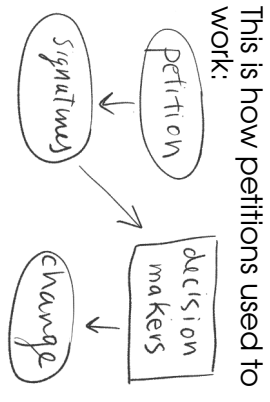 This is how petitions used to
work:
petition
signatures
decision
makers
change